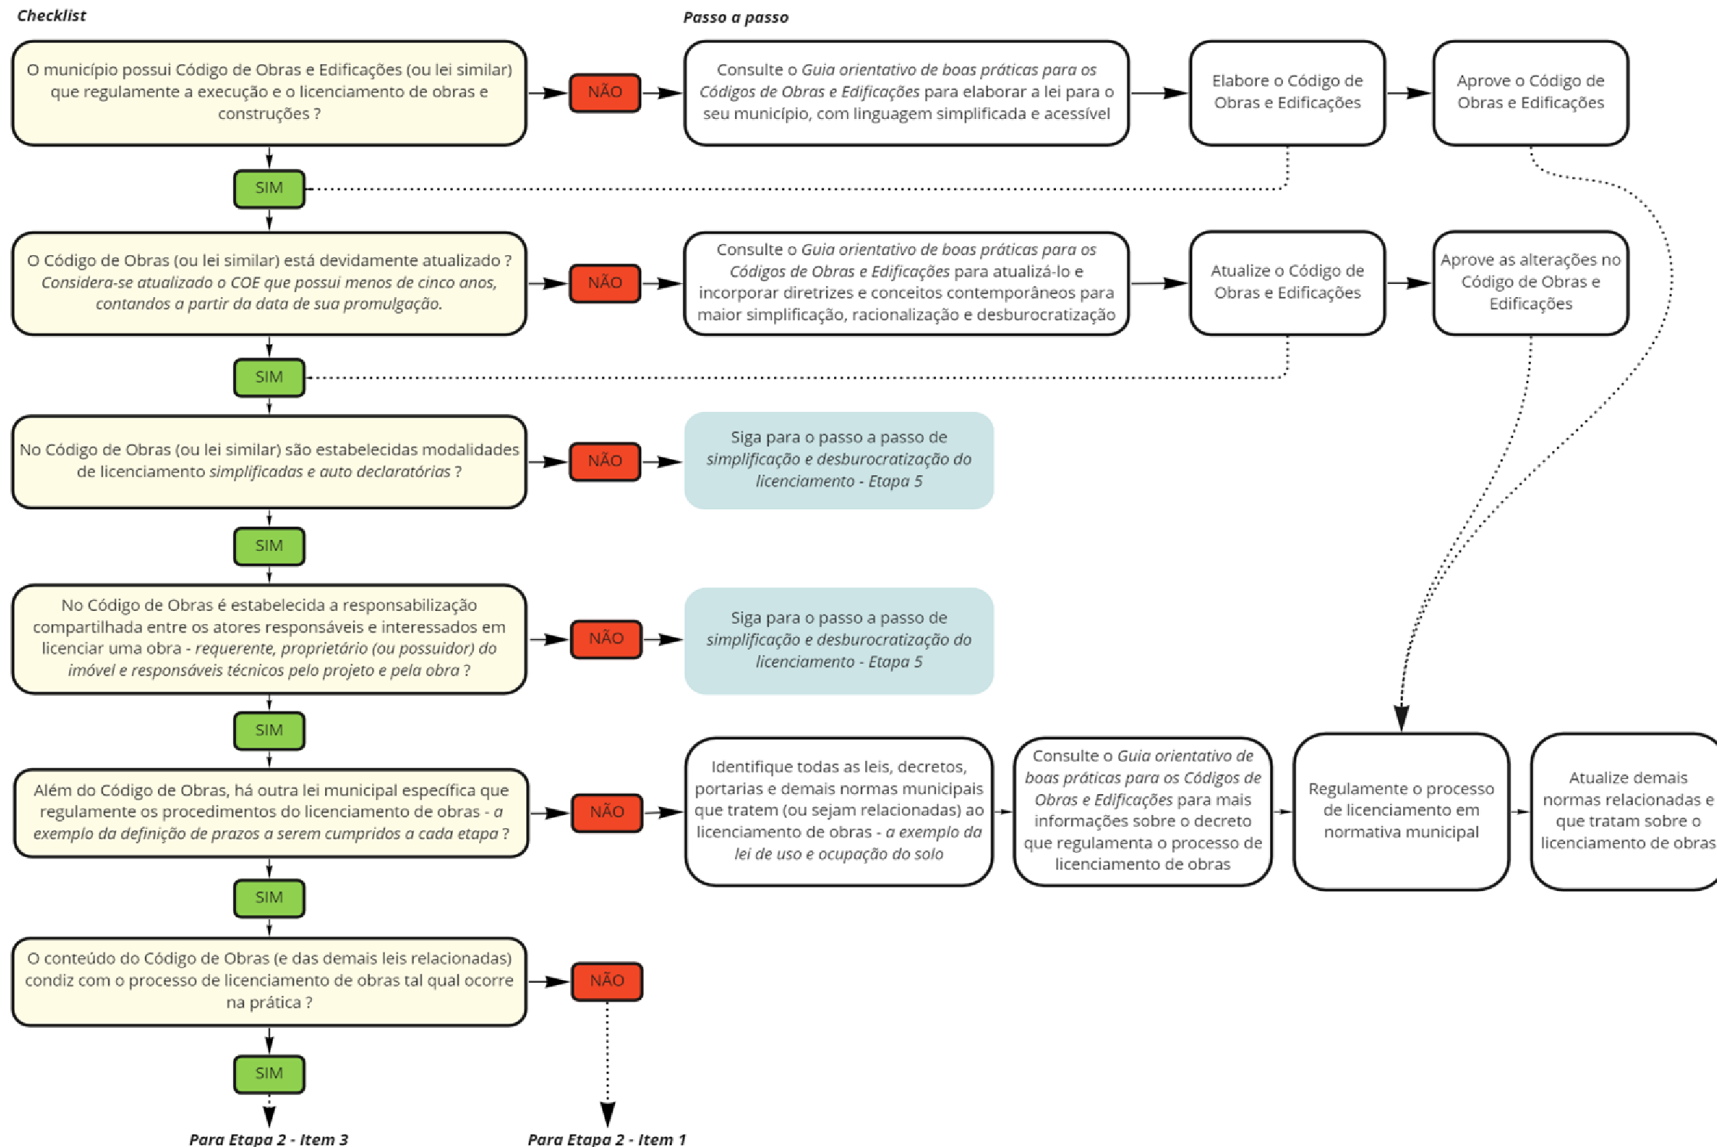 Checklist
Passo a passo
O município possui Código de Obras e Edificações (ou lei similar)
que regulamente a execução e o licenciamento de obras e
construções ?
NÃO
Consulte o Guia orientativo de boas práticas para os
Códigos de Obras e Edificações para elaborar a lei para o
seu município, com linguagem simplificada e acessível
Elabore o Código de
Obras e Edificações
Aprove o Código de
Obras e Edificações
SIM
O Código de Obras (ou lei similar) está devidamente atualizado ?
Considera-se atualizado o COE que possui menos de cinco anos,
contandos a partir da data de sua promulgação.
NÃO
Consulte o Guia orientativo de boas práticas para os
Códigos de Obras e Edificações para atualizá-lo e
incorporar diretrizes e conceitos contemporâneos para
maior simplificação, racionalização e desburocratização
Atualize o Código de
Obras e Edificações
Aprove as alterações no
Código de Obras e
Edificações
SIM
No Código de Obras (ou lei similar) são estabelecidas modalidades
de licenciamento simplificadas e auto declaratórias ?
NÃO
Siga para o passo a passo de
simplificação e desburocratização do
licenciamento - Etapa 5
SIM
No Código de Obras é estabelecida a responsabilização
compartilhada entre os atores responsáveis e interessados em
licenciar uma obra - requerente, proprietário (ou possuidor) do
imóvel e responsáveis técnicos pelo projeto e pela obra ?
NÃO
Siga para o passo a passo de
simplificação e desburocratização do
licenciamento - Etapa 5
SIM
Além do Código de Obras, há outra lei municipal específica que
regulamente os procedimentos do licenciamento de obras - a
exemplo da definição de prazos a serem cumpridos a cada etapa ?
NÃO
Identifique todas as leis, decretos,
portarias e demais normas municipais
que tratem (ou sejam relacionadas) ao
licenciamento de obras - a exemplo da
lei de uso e ocupação do solo
Consulte o Guia orientativo de
boas práticas para os Códigos de
Obras e Edificações para mais
informações sobre o decreto
que regulamenta o processo de
licenciamento de obras
Regulamente o processo
de licenciamento em
normativa municipal
Atualize demais
normas relacionadas e
que tratam sobre o
licenciamento de obras
SIM
O conteúdo do Código de Obras (e das demais leis relacionadas)
condiz com o processo de licenciamento de obras tal qual ocorre
na prática ?
NÃO
SIM
Para Etapa 2 - Item 3
Para Etapa 2 - Item 1